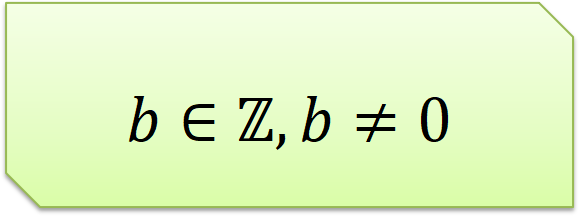 b ∈ ℤ, b ≠ 0